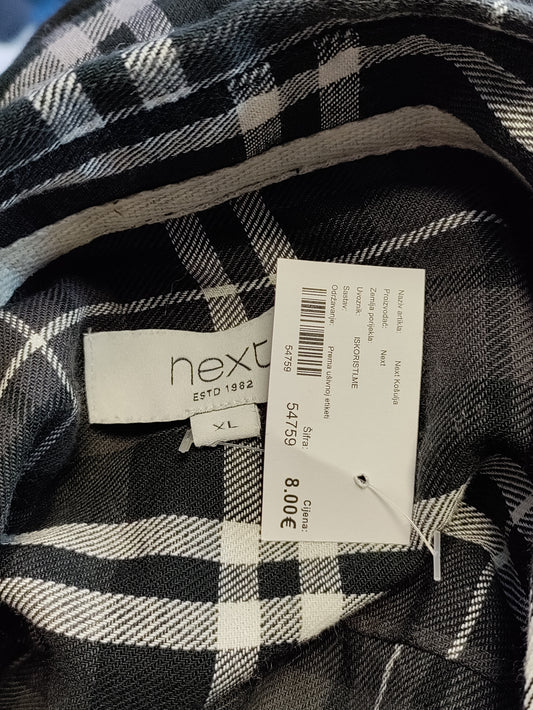 next
ESTD 1982
XL
Naziv artikla: Next Košulja
Proizvođač: Next
Zemlja porijekla:
Uvoznik: ISKORISTI.ME
Sastav:
Održavanje: Prema ušivnoj etiketi
54759
Šifra:
54759
Cijena:
8.00€